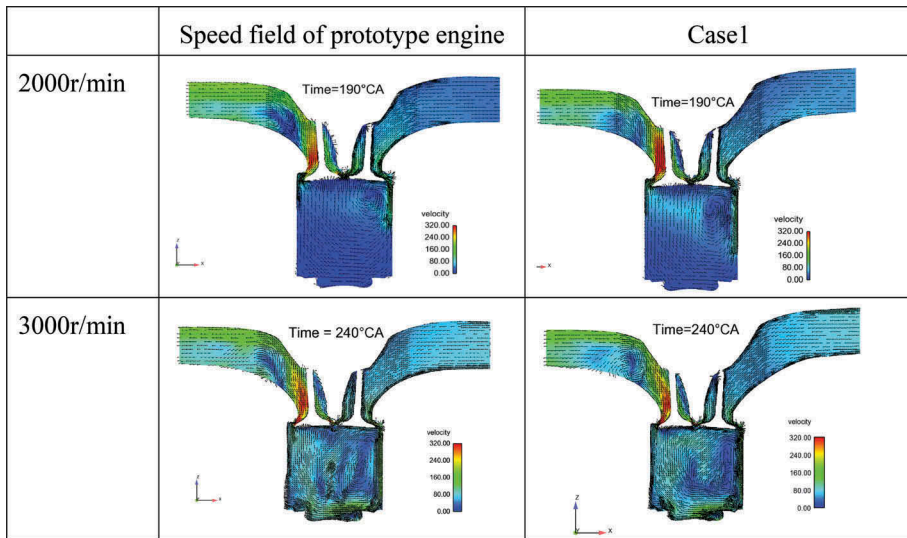 Speed field of prototype engine
Case1
2000r/min
Time=190°CA
velocity
320.00
240.00
160.00
80.00
0.00
z
x
Time=190°CA
velocity
320.00
240.00
160.00
80.00
0.00
x
3000r/min
Time = 240°CA
velocity
320.00
240.00
160.00
80.00
0.00
z
x
Time=240°CA
velocity
320.00
240.00
160.00
80.00
0.00
z
Y
x